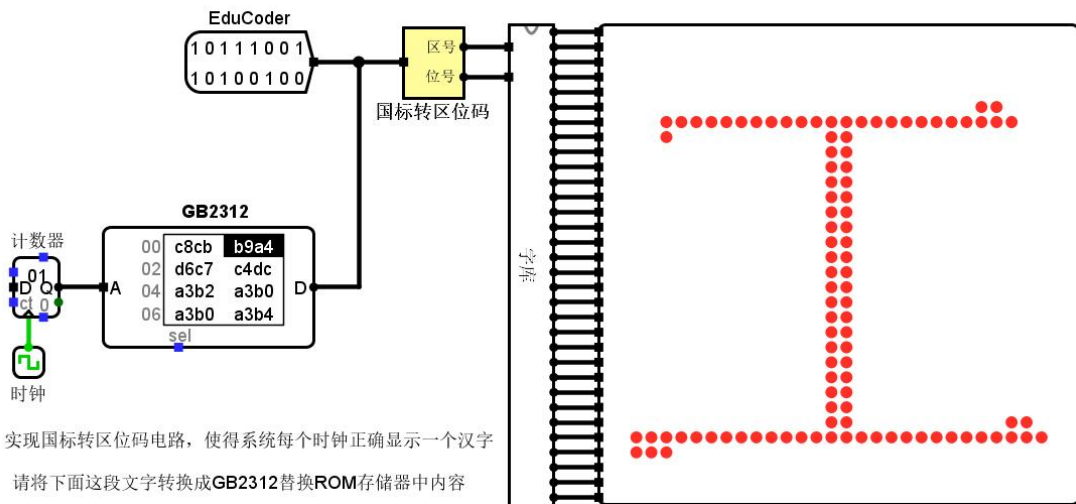 EduCoder
10111001
10100100
区号
位号
国标转区位码
GB2312
计数器
00 c8cb b9a4
02 d6c7 c4dc
04 a3b2 a3b0
06 a3b0 a3b4
A
D
sel
01
D Q
ct 0
时钟
字库
实现国标转区位码电路，使得系统每个时钟正确显示一个汉字
请将下面这段文字转换成GB2312替换ROM存储器中内容
工